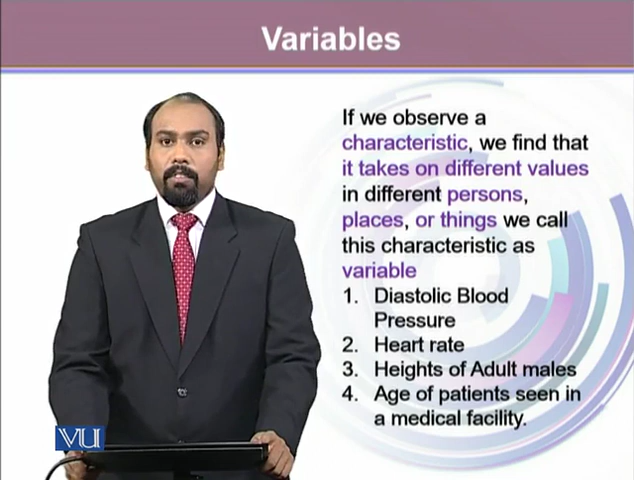 Variables
If we observe a
characteristic, we find that
it takes on different values
in different persons,
places, or things we call
this characteristic as
variable
1. Diastolic Blood
Pressure
2. Heart rate
3. Heights of Adult males
4. Age of patients seen in
a medical facility.
VU